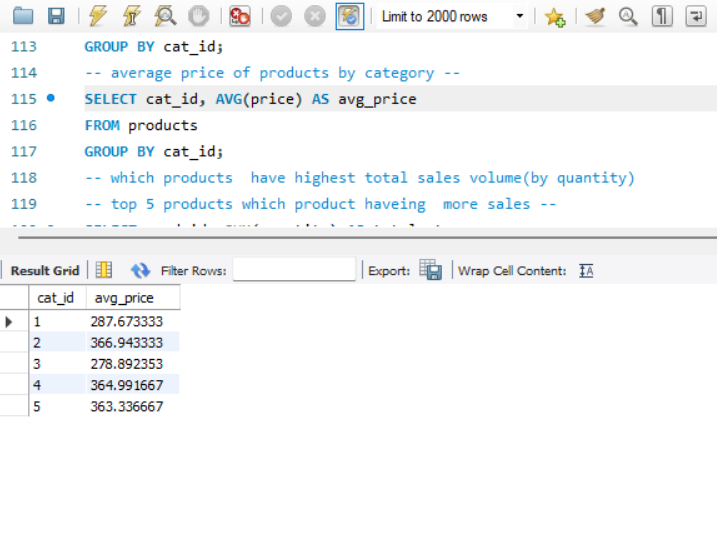 Limit to 2000 rows
113 GROUP BY cat_id;
114 -- average price of products by category --
115 SELECT cat_id, AVG(price) AS avg_price
116 FROM products
117 GROUP BY cat_id;
118 -- which products  have highest total sales volume(by quantity)
119 -- top 5 products which product haveing  more sales --
Result Grid Filter Rows: Export: Wrap Cell Content: IA
cat_id avg_price
1 287.673333
2 366.943333
3 278.892353
4 364.991667
5 363.336667